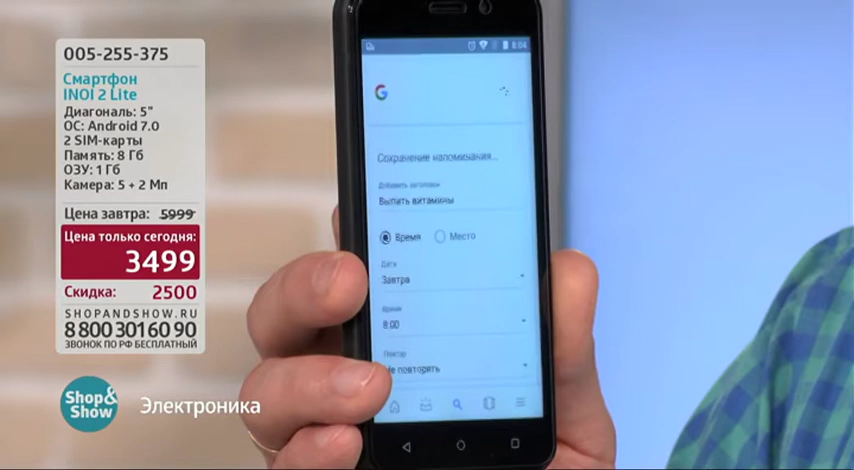 005-255-375
Смартфон
INOI 2 Lite
Диагональ: 5"
ОС: Android 7.0
2 SIM-карты
Память: 8 Гб
ОЗУ: 1 Гб
Камера: 5 + 2 Мп
Цена завтра: 5999
Цена только сегодня:
3499
Скидка: 2500
SHOPANDSHOW.RU
8 800 301 60 90
ЗВОНОК ПО РФ БЕСПЛАТНЫЙ
Shop&
Show
Электроника
8:04
G
Сохранение напоминания...
Добавить заголовок
Выпить витамины
Время
Место
Дата
Завтра
Время
8:00
Повтор
Не повторять